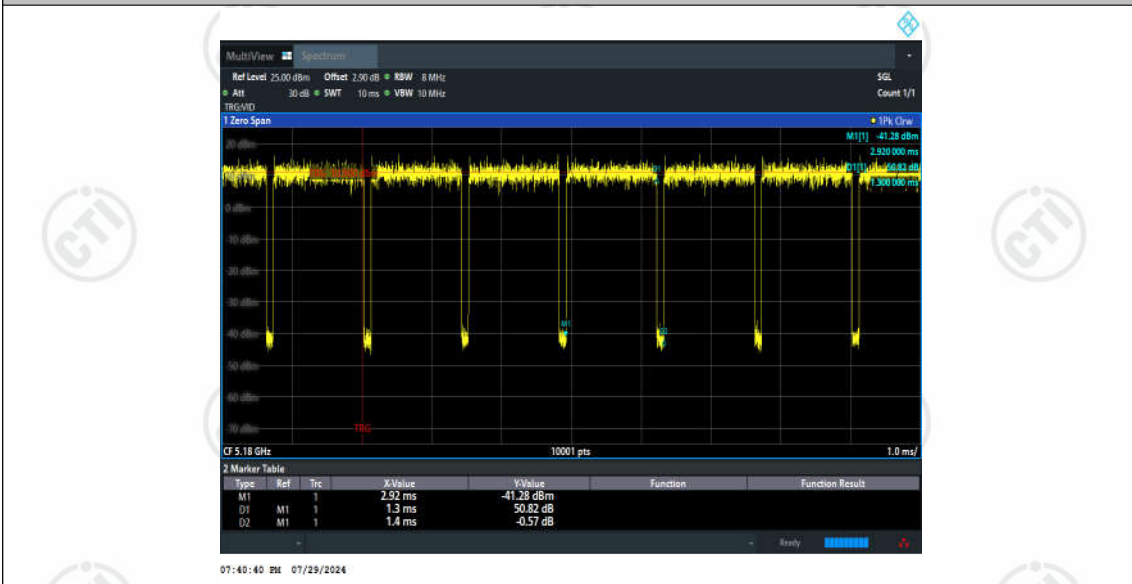 MultiView Spectrum
Ref Level 25.00 dBm Offset 2.90 dB RBW 8 MHz SGL
Att 30 dB SWT 10 ms VBW 10 MHz Count 1/1
TRG:VID
1 Zero Span 1Pk Clrw
M1[1] -41.28 dBm
20 dBm
2.920 000 ms
D1[1] 50.82 dB
1.300 000 ms
0 dBm
-10 dBm
-20 dBm
-30 dBm
M1
-40 dBm
-50 dBm
-60 dBm
-70 dBm
TRG
CF 5.18 GHz 10001 pts 1.0 ms/
2 Marker Table
Type Ref Trc X-Value Y-Value Function Function Result
M1 1 2.92 ms -41.28 dBm
D1 M1 1 1.3 ms 50.82 dB
D2 M1 1 1.4 ms -0.57 dB
Ready
07:40:40 PM 07/29/2024
CTI
CTI